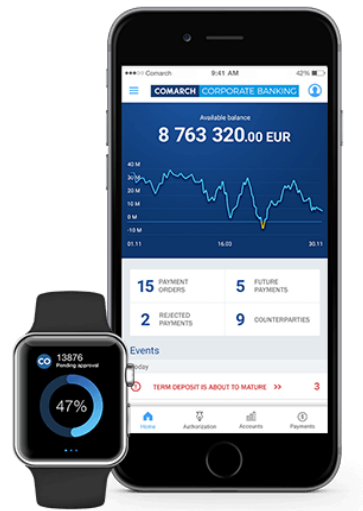 Comarch 9:41 AM 42%
COMARCH CORPORATE BANKING
Available balance
8 763 320.00 EUR
40 M
30 M
20 M
10 M
0 M
-10 M
01.11 16.03 30.11
15 PAYMENT ORDERS
5 FUTURE PAYMENTS
2 REJECTED PAYMENTS
9 COUNTERPARTIES
Events
Today
TERM DEPOSIT IS ABOUT TO MATURE >> 3
Home Authorization Accounts Payments
CO 13876
Pending approval
47%